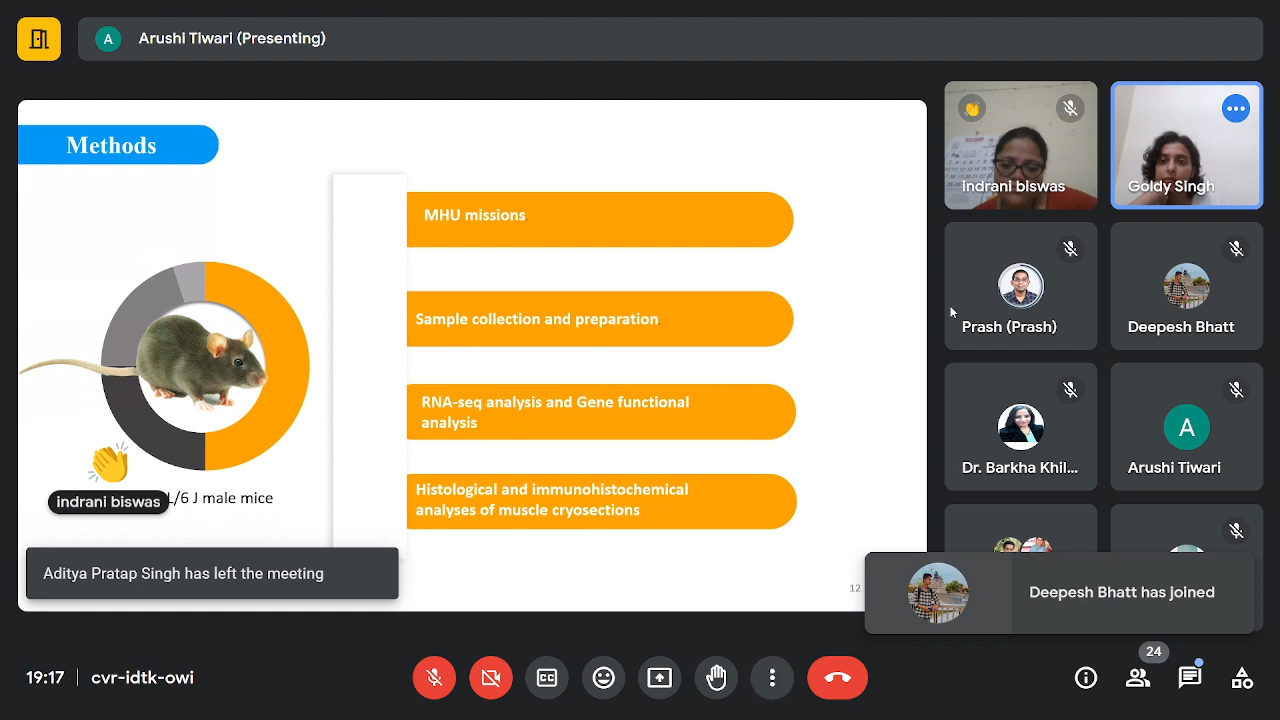 Arushi Tiwari (Presenting)
A
Methods
MHU missions
Sample collection and preparation.
RNA-seq analysis and Gene functional
analysis
Histological and immunohistochemical
analyses of muscle cryosections
indrani biswas
L/6 J male mice
Aditya Pratap Singh has left the meeting
12
indrani biswas
Goldy Singh
Prash (Prash)
Deepesh Bhatt
Dr. Barkha Khil...
A
Arushi Tiwari
Deepesh Bhatt has joined
19:17
cvr-idtk-owi
CC
24